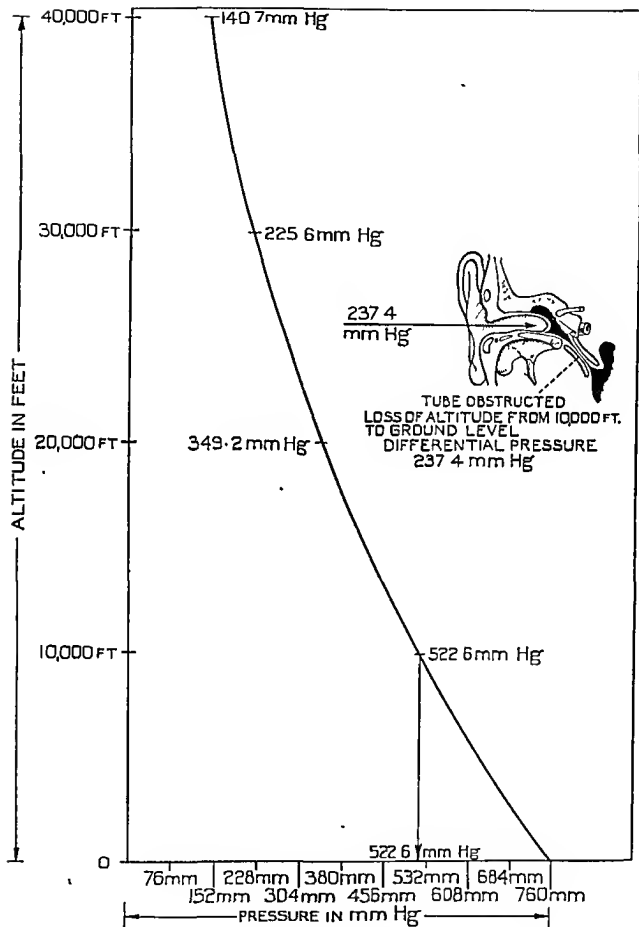 40,000 FT
140 7mm Hg
30,000 FT
225 6mm Hg
237 4
mm Hg
TUBE OBSTRUCTED
LOSS OF ALTITUDE FROM 10,000 FT.
TO GROUND LEVEL
DIFFERENTIAL PRESSURE
237 4 mm Hg
20,000 FT
349·2 mm Hg
ALTITUDE IN FEET
10,000 FT
522 6mm Hg
0
522 6 mm Hg
76mm 228mm 380mm 532mm 684mm
152mm 304mm 456mm 608mm 760mm
PRESSURE IN mm Hg